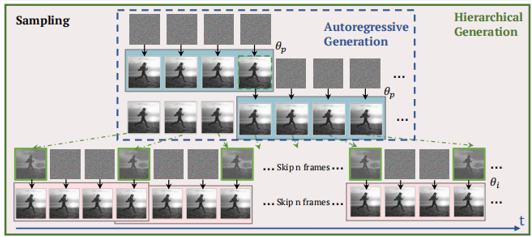 Sampling
Hierarchical
Generation
Autoregressive
Generation
θp
...
θp
...
... Skip n frames ...
...
θi
... Skip n frames ...
...
t